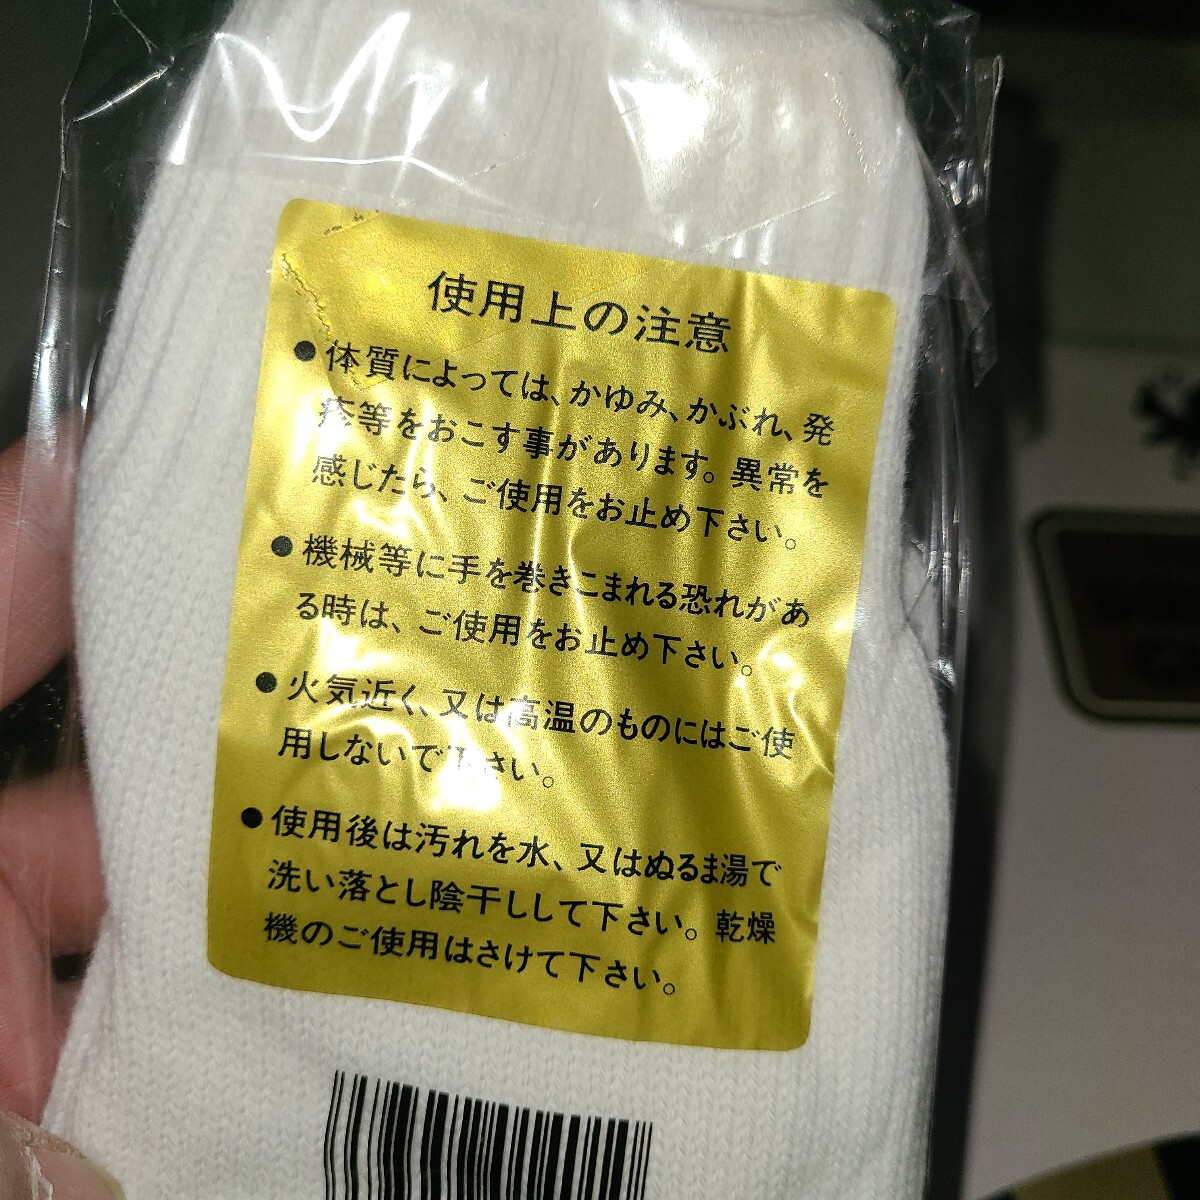 使用上の注意
●体質によっては、かゆみ、かぶれ、発
疹等をおこす事があります。異常を
感じたら、ご使用をお止め下さい。
●機械等に手を巻きこまれる恐れがあ
る時は、ご使用をお止め下さい。
●火気近く、又は高温のものにはご使
用しないで下さい。
●使用後は汚れを水、又はぬるま湯で
洗い落とし陰干しして下さい。乾燥
機のご使用はさけて下さい。